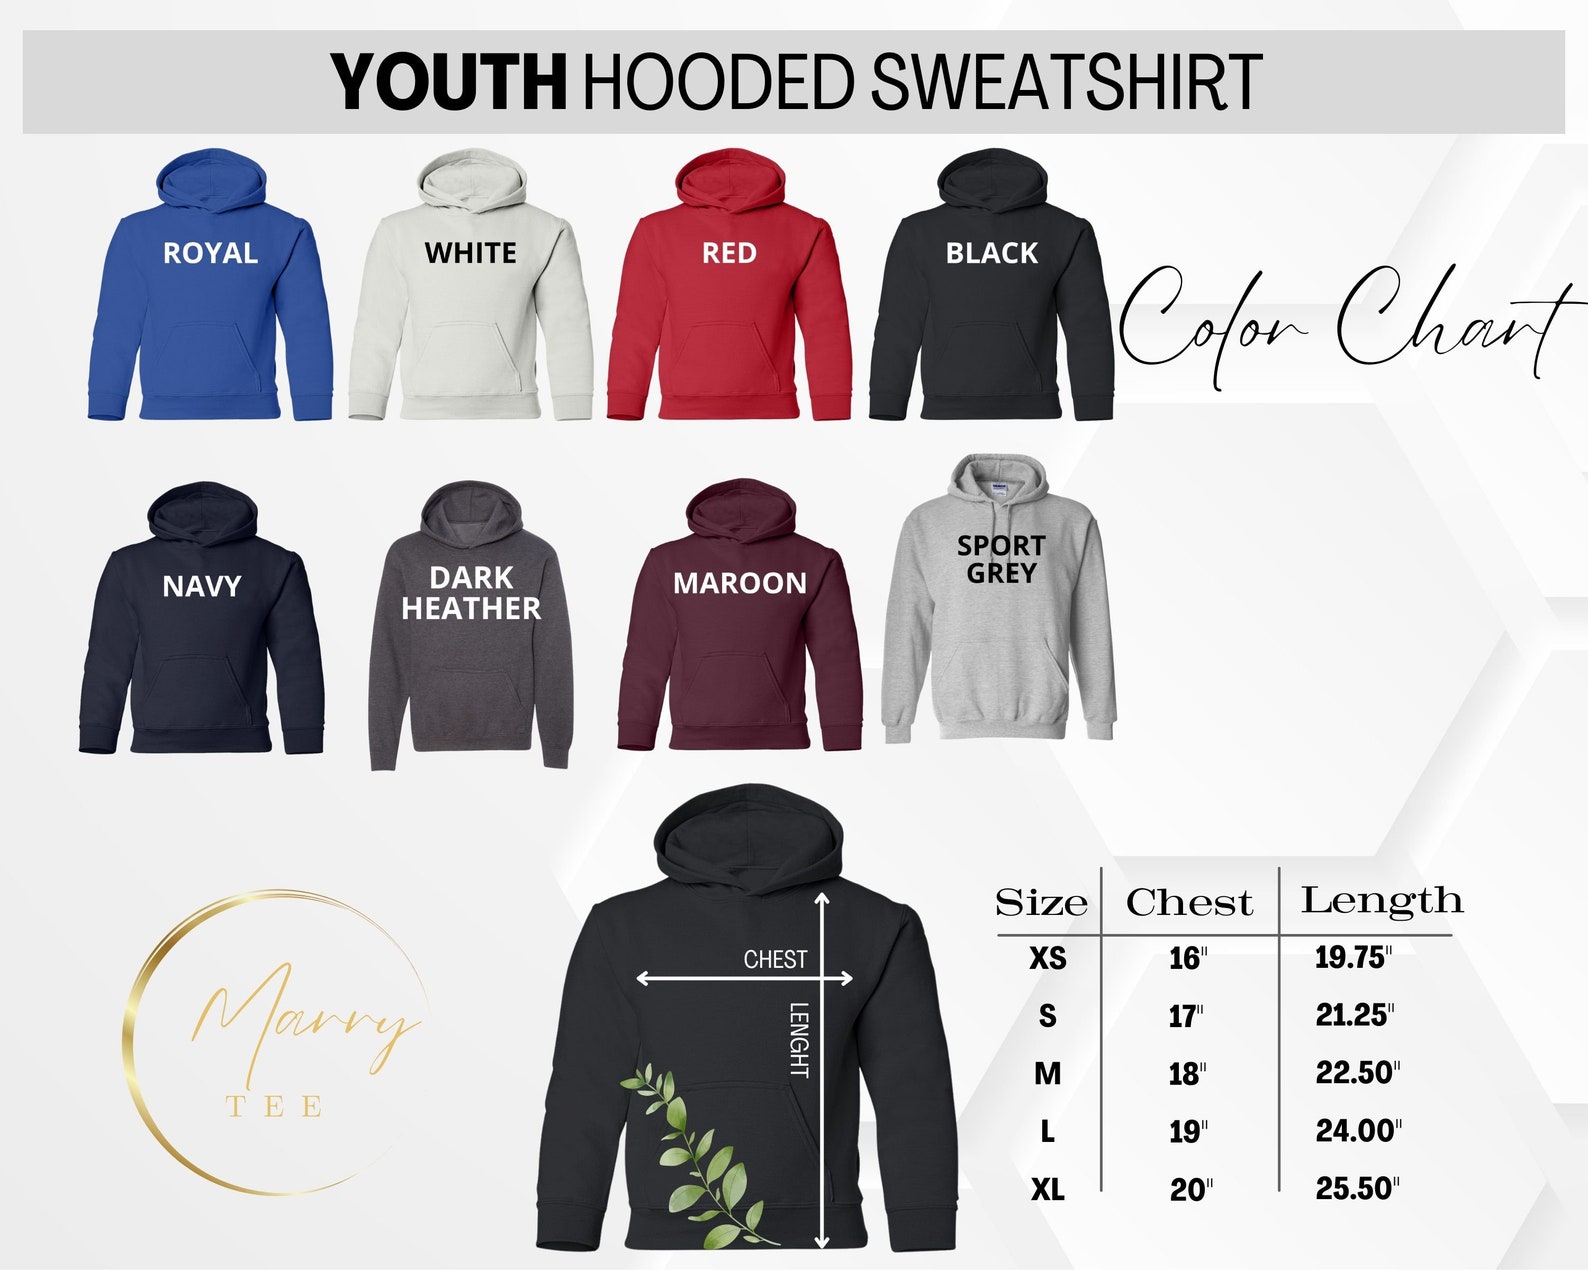 YOUTH HOODED SWEATSHIRT
ROYAL
WHITE
RED
BLACK
Color Chart
NAVY
DARK
HEATHER
MAROON
SPORT
GREY
Marry
TEE
CHEST
LENGHT
Size Chest Length
XS 16" 19.75"
S 17" 21.25"
M 18" 22.50"
L 19" 24.00"
XL 20" 25.50"